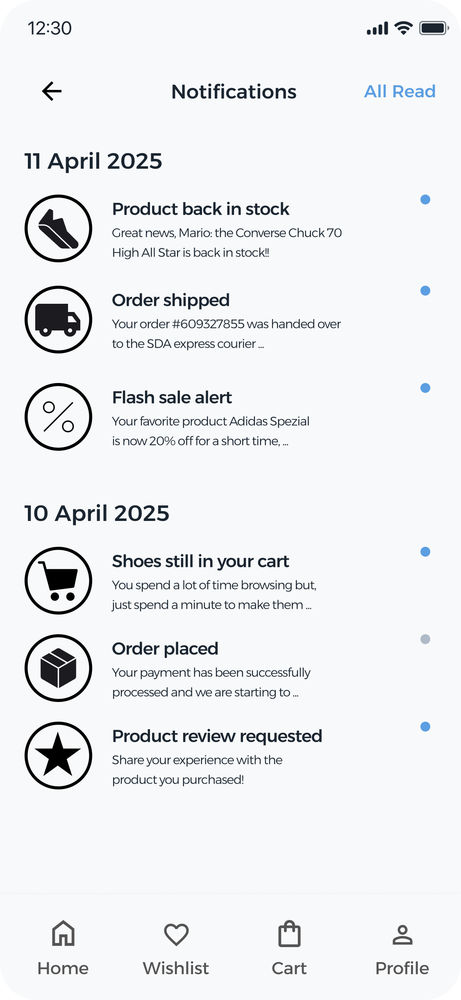 12:30
Notifications
All Read
11 April 2025
Product back in stock
Great news, Mario: the Converse Chuck 70
High All Star is back in stock!!
Order shipped
Your order #609327855 was handed over
to the SDA express courier ...
Flash sale alert
Your favorite product Adidas Spezial
is now 20% off for a short time, ...
10 April 2025
Shoes still in your cart
You spend a lot of time browsing but,
just spend a minute to make them ...
Order placed
Your payment has been successfully
processed and we are starting to ...
Product review requested
Share your experience with the
product you purchased!
Home
Wishlist
Cart
Profile